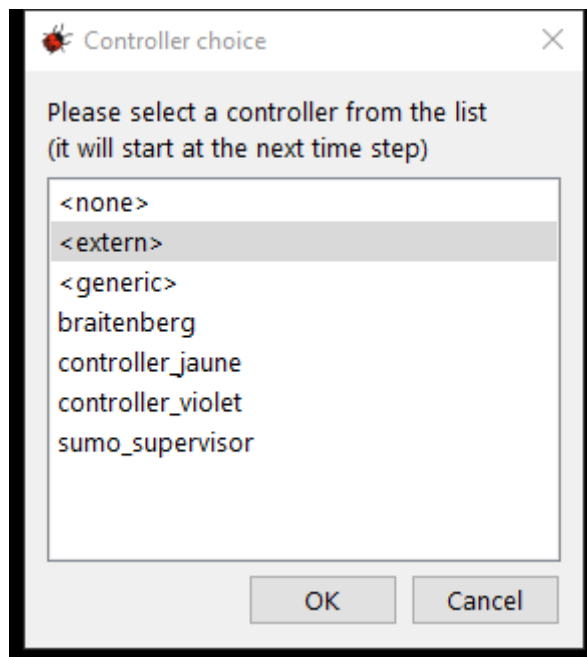 Controller choice
Please select a controller from the list
(it will start at the next time step)
<none>
<extern>
<generic>
braitenberg
controller_jaune
controller_violet
sumo_supervisor
OK
Cancel